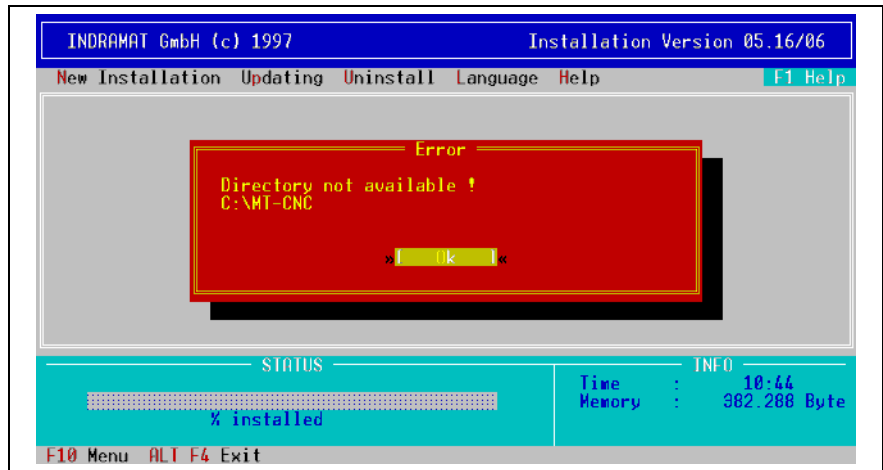 INDRAMAT GmbH (c) 1997 Installation Version 05.16/06
New Installation Updating Uninstall Language Help F1 Help
Error
Directory not available !
C:\MT-CNC
» [ Ok ] «
STATUS
INFO
Time : 10:44
Memory : 382.288 Byte
% installed
F10 Menu ALT F4 Exit